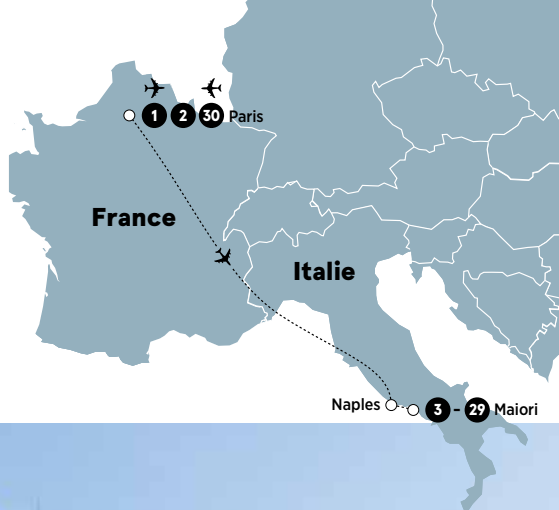 1 2 30 Paris
France
Italie
Naples
3 - 29 Maiori